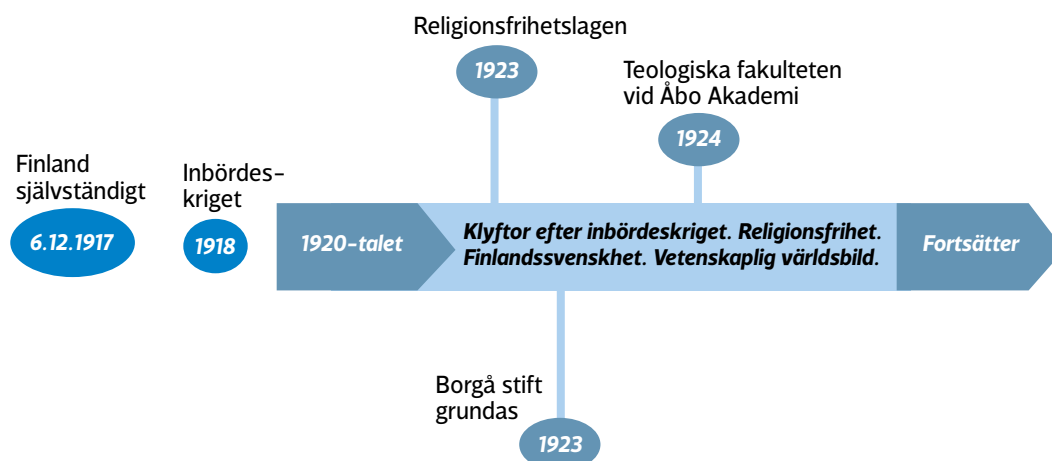 Religionsfrihetslagen
1923
Teologiska fakulteten
vid Åbo Akademi
1924
Finland
självständigt
6.12.1917
Inbördes-
kriget
1918
1920-talet
Klyftor efter inbördeskriget. Religionsfrihet.
Finlandssvenskhet. Vetenskaplig världsbild.
Fortsätter
Borgå stift
grundas
1923